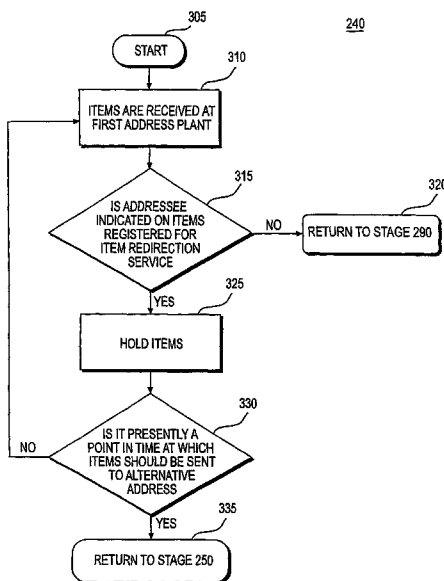 305
240
START
310
ITEMS ARE RECEIVED AT
FIRST ADDRESS PLANT
315
IS ADDRESSEE
INDICATED ON ITEMS
REGISTERED FOR
ITEM REDIRECTION
SERVICE
NO
320
RETURN TO STAGE 290
YES
325
HOLD ITEMS
330
IS IT PRESENTLY A
POINT IN TIME AT WHICH
ITEMS SHOULD BE SENT
TO ALTERNATIVE
ADDRESS
NO
YES
335
RETURN TO STAGE 250